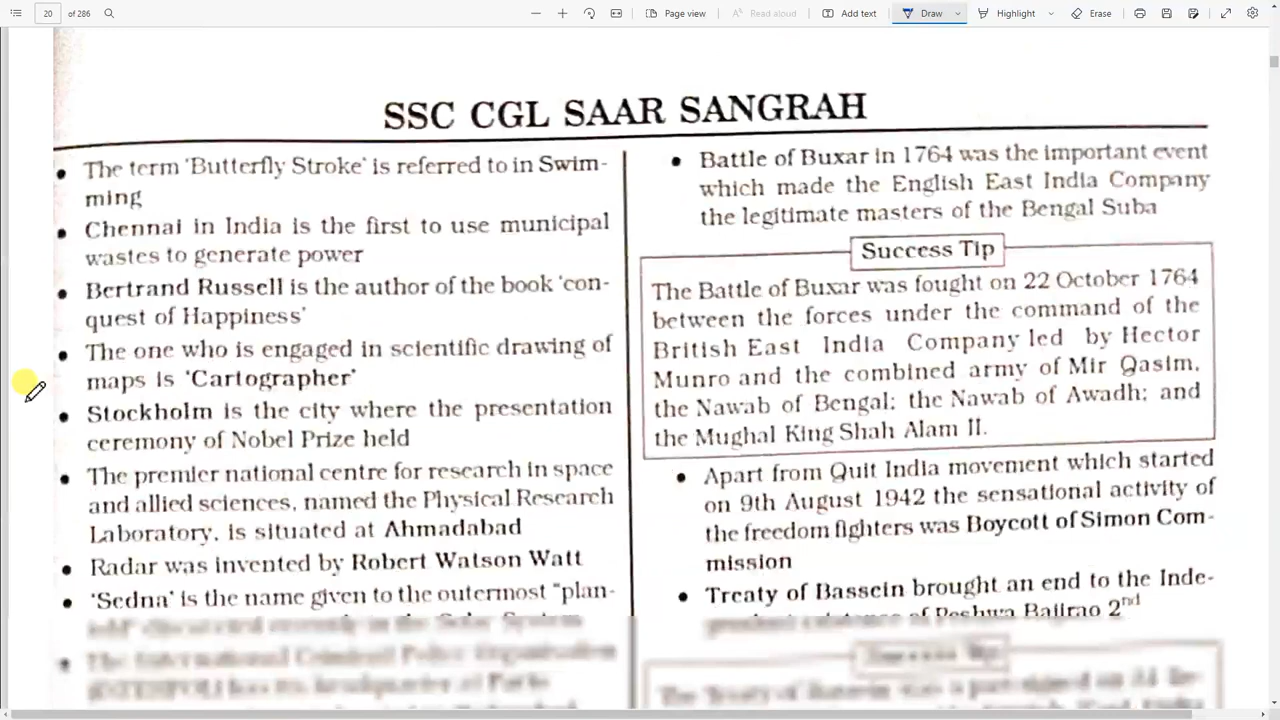 20 of 286
Page view
Read aloud
Add text
Draw
Highlight
Erase
SSC CGL SAAR SANGRAH
• The term 'Butterfly Stroke' is referred to in Swim-
ming
• Chennai in India is the first to use municipal
wastes to generate power
• Bertrand Russell is the author of the book 'con-
quest of Happiness'
• The one who is engaged in scientific drawing of
maps is 'Cartographer'
• Stockholm is the city where the presentation
ceremony of Nobel Prize held
• The premier national centre for research in space
and allied sciences, named the Physical Research
Laboratory, is situated at Ahmadabad
• Radar was invented by Robert Watson Watt
• 'Sedna' is the name given to the outermost "plan-
• The International Criminal Police Organisation
• Battle of Buxar in 1764 was the important event
which made the English East India Company
the legitimate masters of the Bengal Suba
Success Tip
The Battle of Buxar was fought on 22 October 1764
between the forces under the command of the
British East India Company led by Hector
Munro and the combined army of Mir Qasim,
the Nawab of Bengal; the Nawab of Awadh; and
the Mughal King Shah Alam II.
• Apart from Quit India movement which started
on 9th August 1942 the sensational activity of
the freedom fighters was Boycott of Simon Com-
mission
• Treaty of Bassein brought an end to the Inde-
of Peshwa Bajirao 2nd
Success Tip